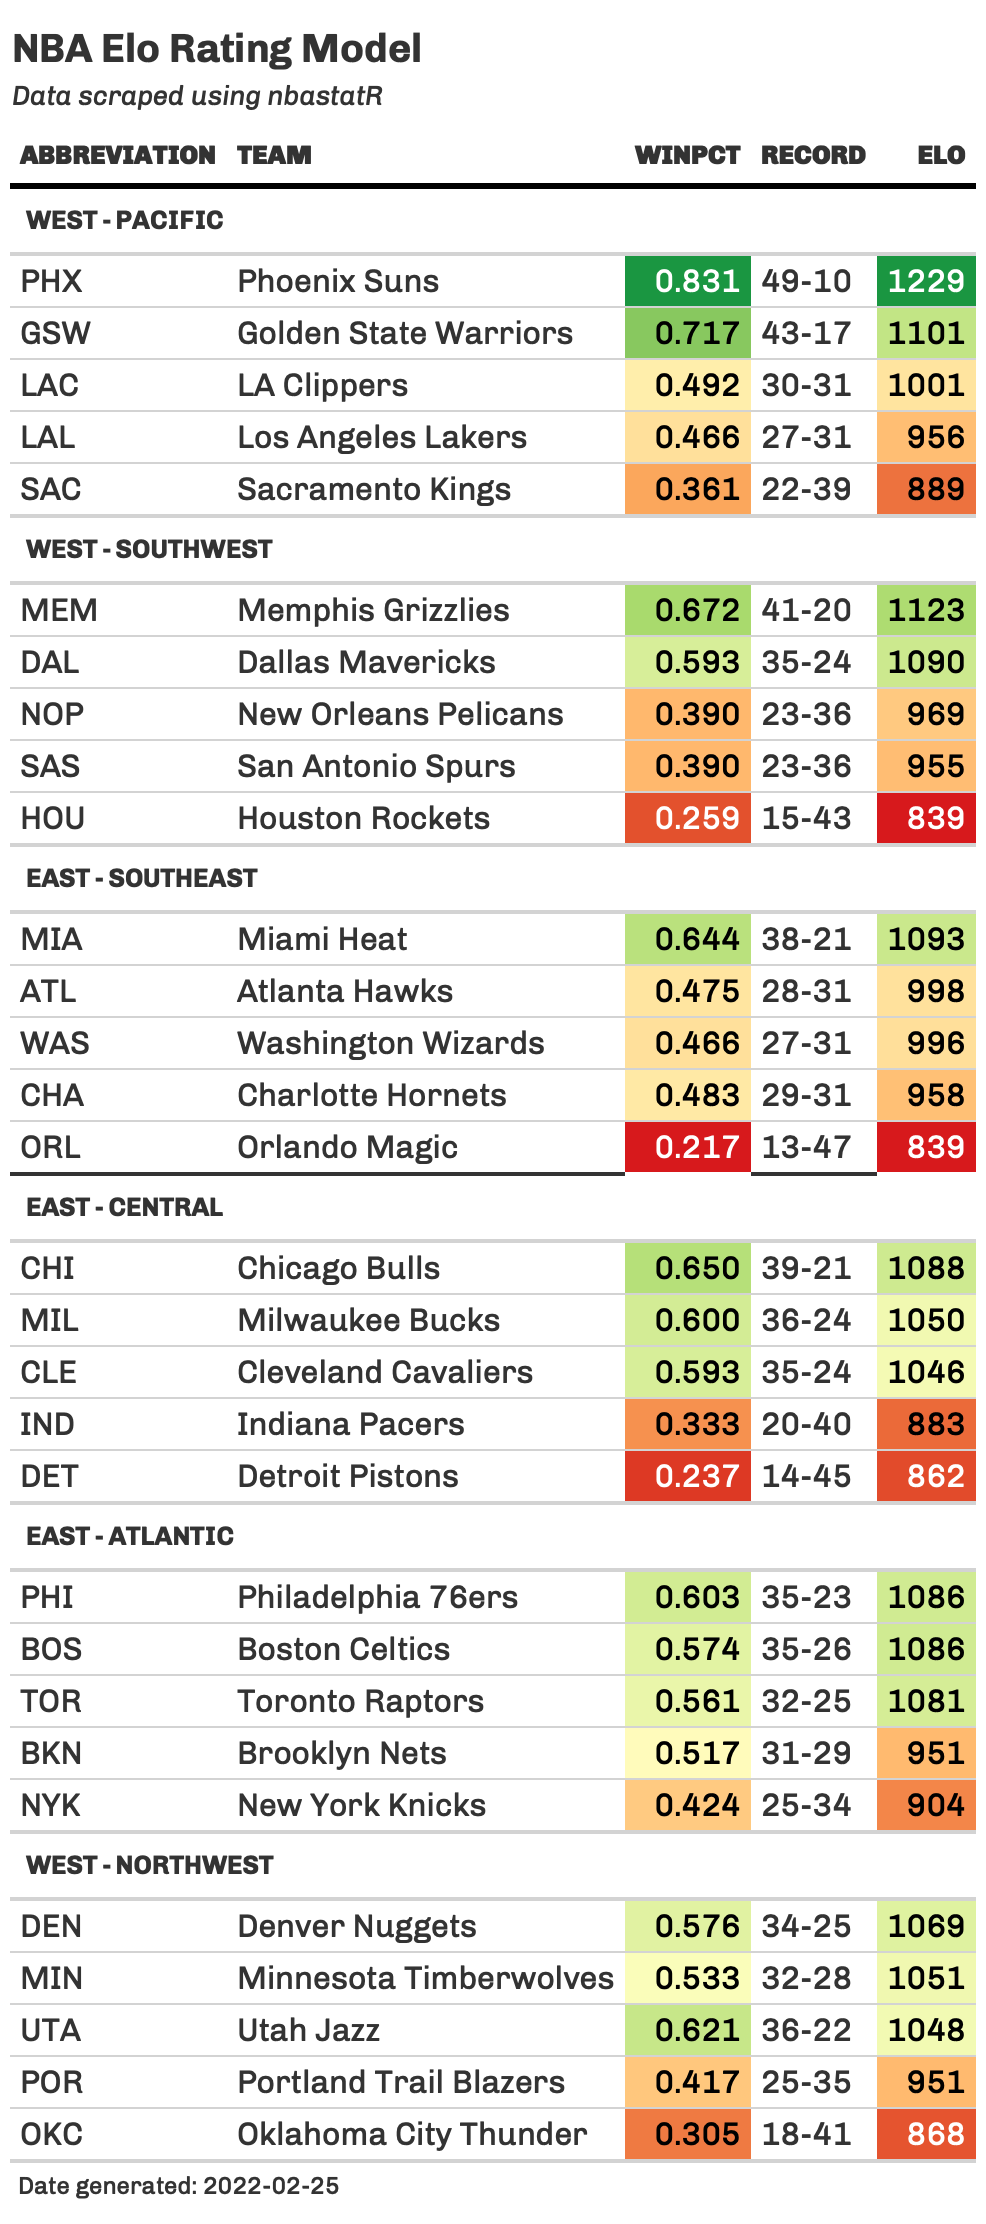 NBA Elo Rating Model
Data scraped using nbastatR
ABBREVIATION TEAM WINPCT RECORD ELO
WEST - PACIFIC
PHX Phoenix Suns 0.831 49-10 1229
GSW Golden State Warriors 0.717 43-17 1101
LAC LA Clippers 0.492 30-31 1001
LAL Los Angeles Lakers 0.466 27-31 956
SAC Sacramento Kings 0.361 22-39 889
WEST - SOUTHWEST
MEM Memphis Grizzlies 0.672 41-20 1123
DAL Dallas Mavericks 0.593 35-24 1090
NOP New Orleans Pelicans 0.390 23-36 969
SAS San Antonio Spurs 0.390 23-36 955
HOU Houston Rockets 0.259 15-43 839
EAST - SOUTHEAST
MIA Miami Heat 0.644 38-21 1093
ATL Atlanta Hawks 0.475 28-31 998
WAS Washington Wizards 0.466 27-31 996
CHA Charlotte Hornets 0.483 29-31 958
ORL Orlando Magic 0.217 13-47 839
EAST - CENTRAL
CHI Chicago Bulls 0.650 39-21 1088
MIL Milwaukee Bucks 0.600 36-24 1050
CLE Cleveland Cavaliers 0.593 35-24 1046
IND Indiana Pacers 0.333 20-40 883
DET Detroit Pistons 0.237 14-45 862
EAST - ATLANTIC
PHI Philadelphia 76ers 0.603 35-23 1086
BOS Boston Celtics 0.574 35-26 1086
TOR Toronto Raptors 0.561 32-25 1081
BKN Brooklyn Nets 0.517 31-29 951
NYK New York Knicks 0.424 25-34 904
WEST - NORTHWEST
DEN Denver Nuggets 0.576 34-25 1069
MIN Minnesota Timberwolves 0.533 32-28 1051
UTA Utah Jazz 0.621 36-22 1048
POR Portland Trail Blazers 0.417 25-35 951
OKC Oklahoma City Thunder 0.305 18-41 868
Date generated: 2022-02-25